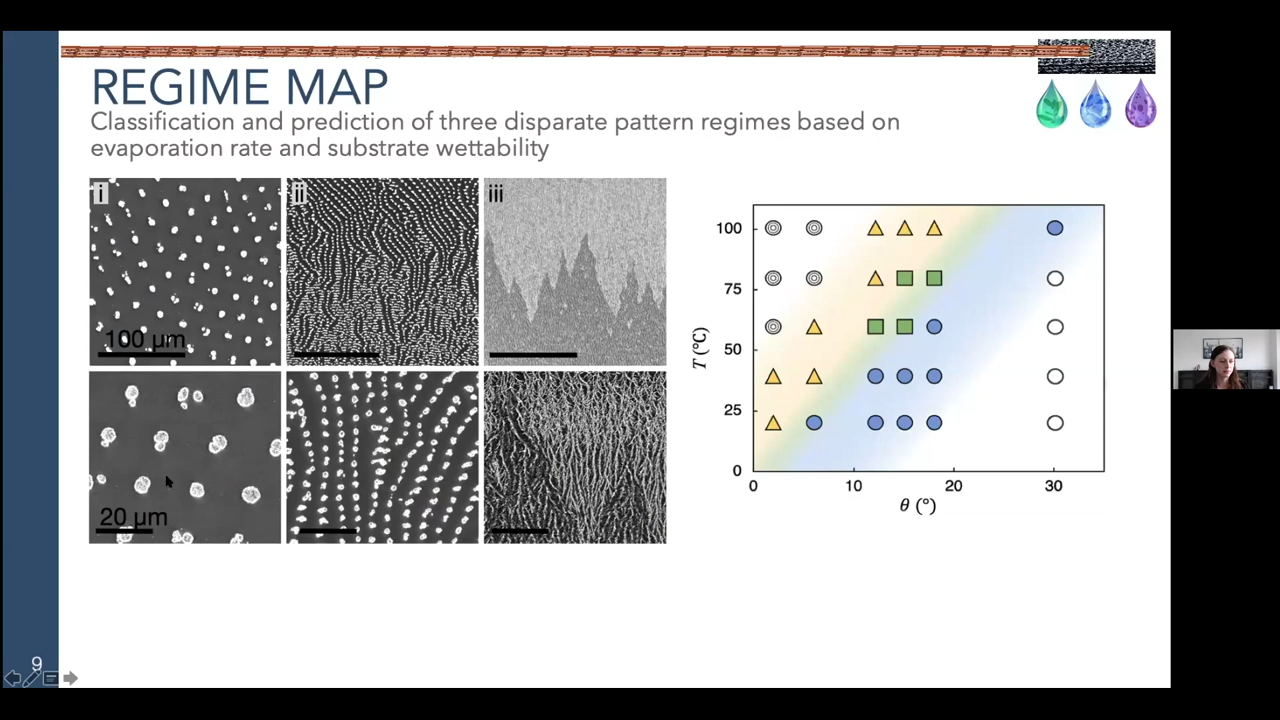 REGIME MAP
Classification and prediction of three disparate pattern regimes based on
evaporation rate and substrate wettability
i
ii
iii
100 µm
20 µm
100
75
50
25
0
T (°C)
0
10
20
30
θ (°)
9